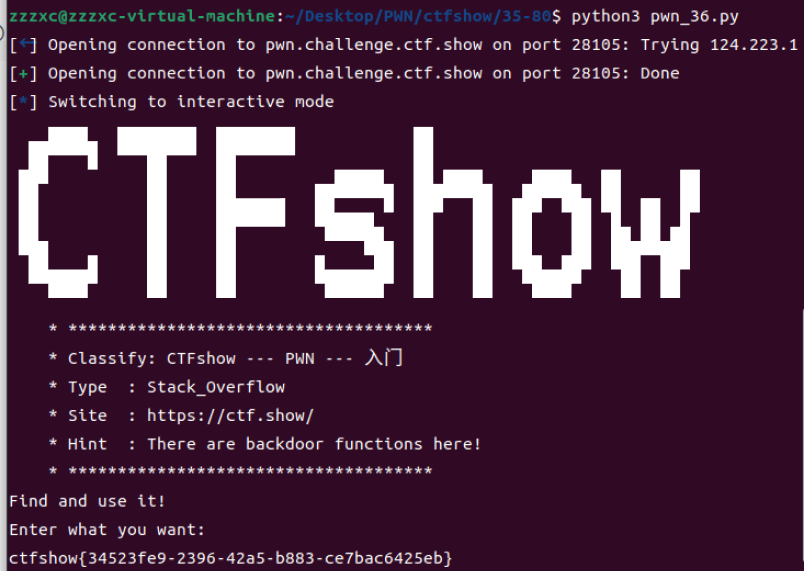 zzzxc@zzzxc-virtual-machine:~/Desktop/PWN/ctfshow/35-80$ python3 pwn_36.py
[←] Opening connection to pwn.challenge.ctf.show on port 28105: Trying 124.223.1
[+] Opening connection to pwn.challenge.ctf.show on port 28105: Done
[*] Switching to interactive mode
CTFshow
* *************************************
* Classify: CTFshow --- PWN --- 入门
* Type  : Stack_Overflow
* Site  : https://ctf.show/
* Hint  : There are backdoor functions here!
* *************************************
Find and use it!
Enter what you want:
ctfshow{34523fe9-2396-42a5-b883-ce7bac6425eb}